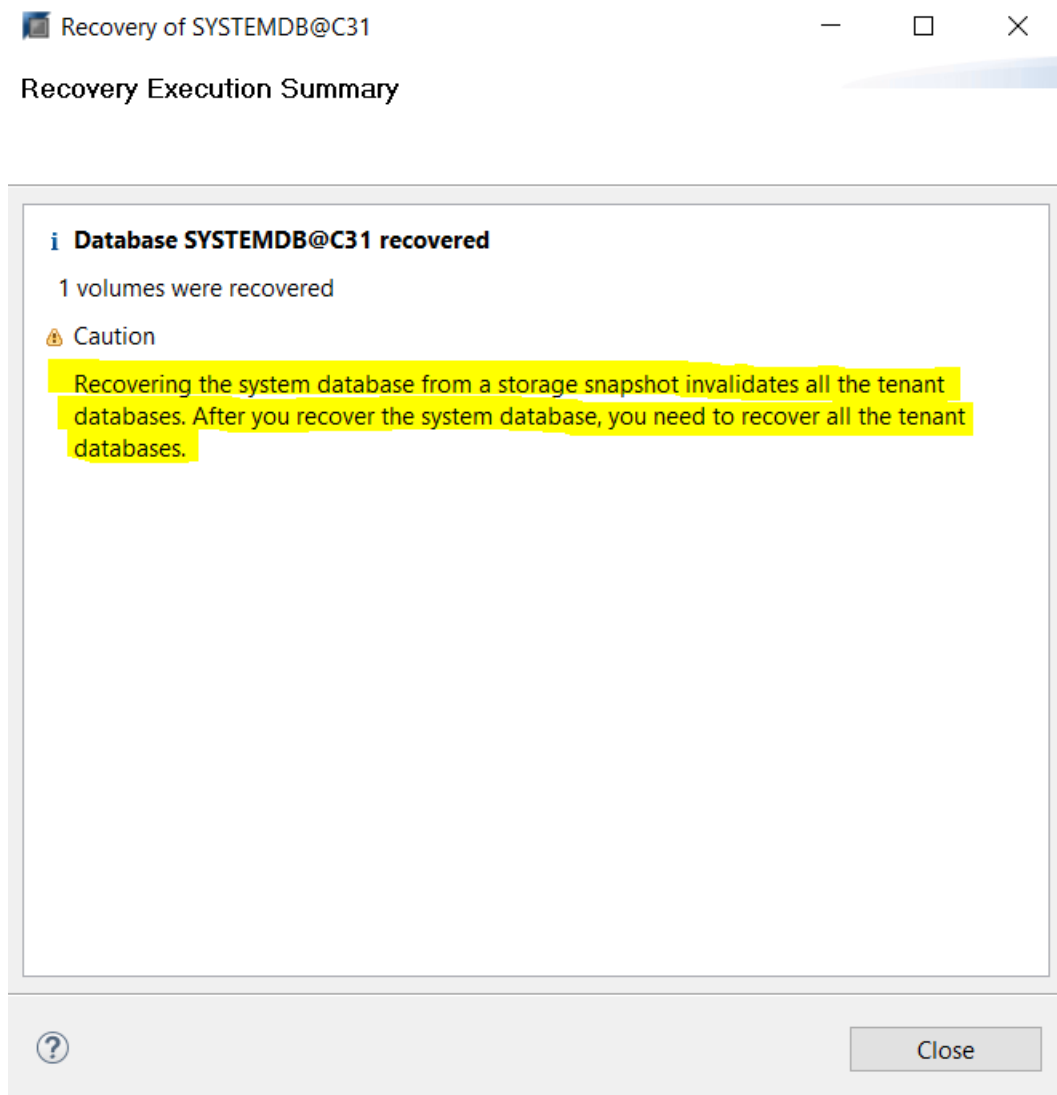 Recovery of SYSTEMDB@C31
Recovery Execution Summary
i Database SYSTEMDB@C31 recovered
1 volumes were recovered
Caution
Recovering the system database from a storage snapshot invalidates all the tenant
databases. After you recover the system database, you need to recover all the tenant
databases.
?
Close